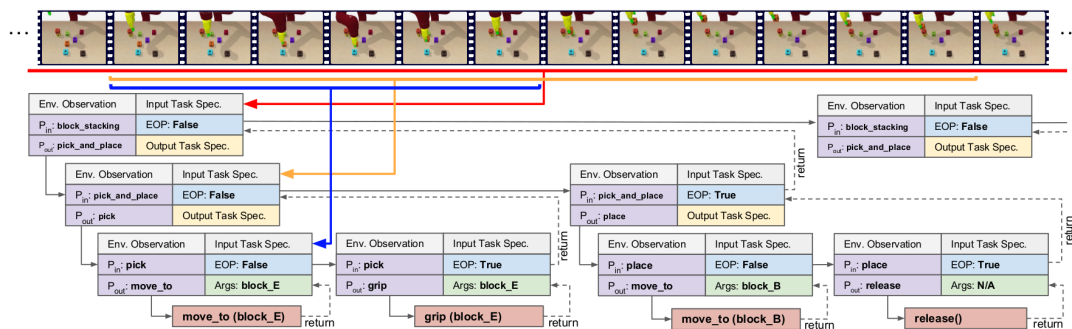 ...
...
Env. Observation Input Task Spec.
P_in: block_stacking EOP: False
P_out: pick_and_place Output Task Spec.
Env. Observation Input Task Spec.
P_in: block_stacking EOP: False
P_out: pick_and_place Output Task Spec.
return
return
Env. Observation Input Task Spec.
P_in: pick_and_place EOP: False
P_out: pick Output Task Spec.
Env. Observation Input Task Spec.
P_in: pick_and_place EOP: True
P_out: place Output Task Spec.
return
return
Env. Observation Input Task Spec.
P_in: pick EOP: False
P_out: move_to Args: block_E
Env. Observation Input Task Spec.
P_in: pick EOP: True
P_out: grip Args: block_E
Env. Observation Input Task Spec.
P_in: place EOP: False
P_out: move_to Args: block_B
Env. Observation Input Task Spec.
P_in: place EOP: True
P_out: release Args: N/A
move_to (block_E) return
grip (block_E) return
move_to (block_B) return
release() return